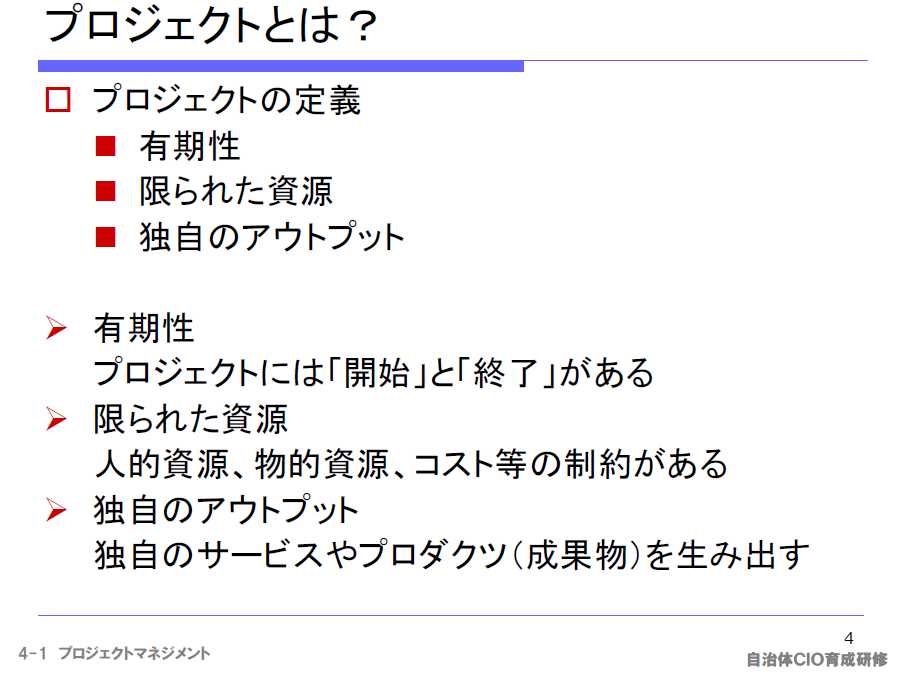 プロジェクトとは？
プロジェクトの定義
有期性
限られた資源
独自のアウトプット
有期性
プロジェクトには｢開始｣と｢終了｣がある
限られた資源
人的資源､物的資源､コスト等の制約がある
独自のアウトプット
独自のサービスやプロダクツ（成果物）を生み出す
4
4-1 プロジェクトマネジメント
自治体CIO育成研修